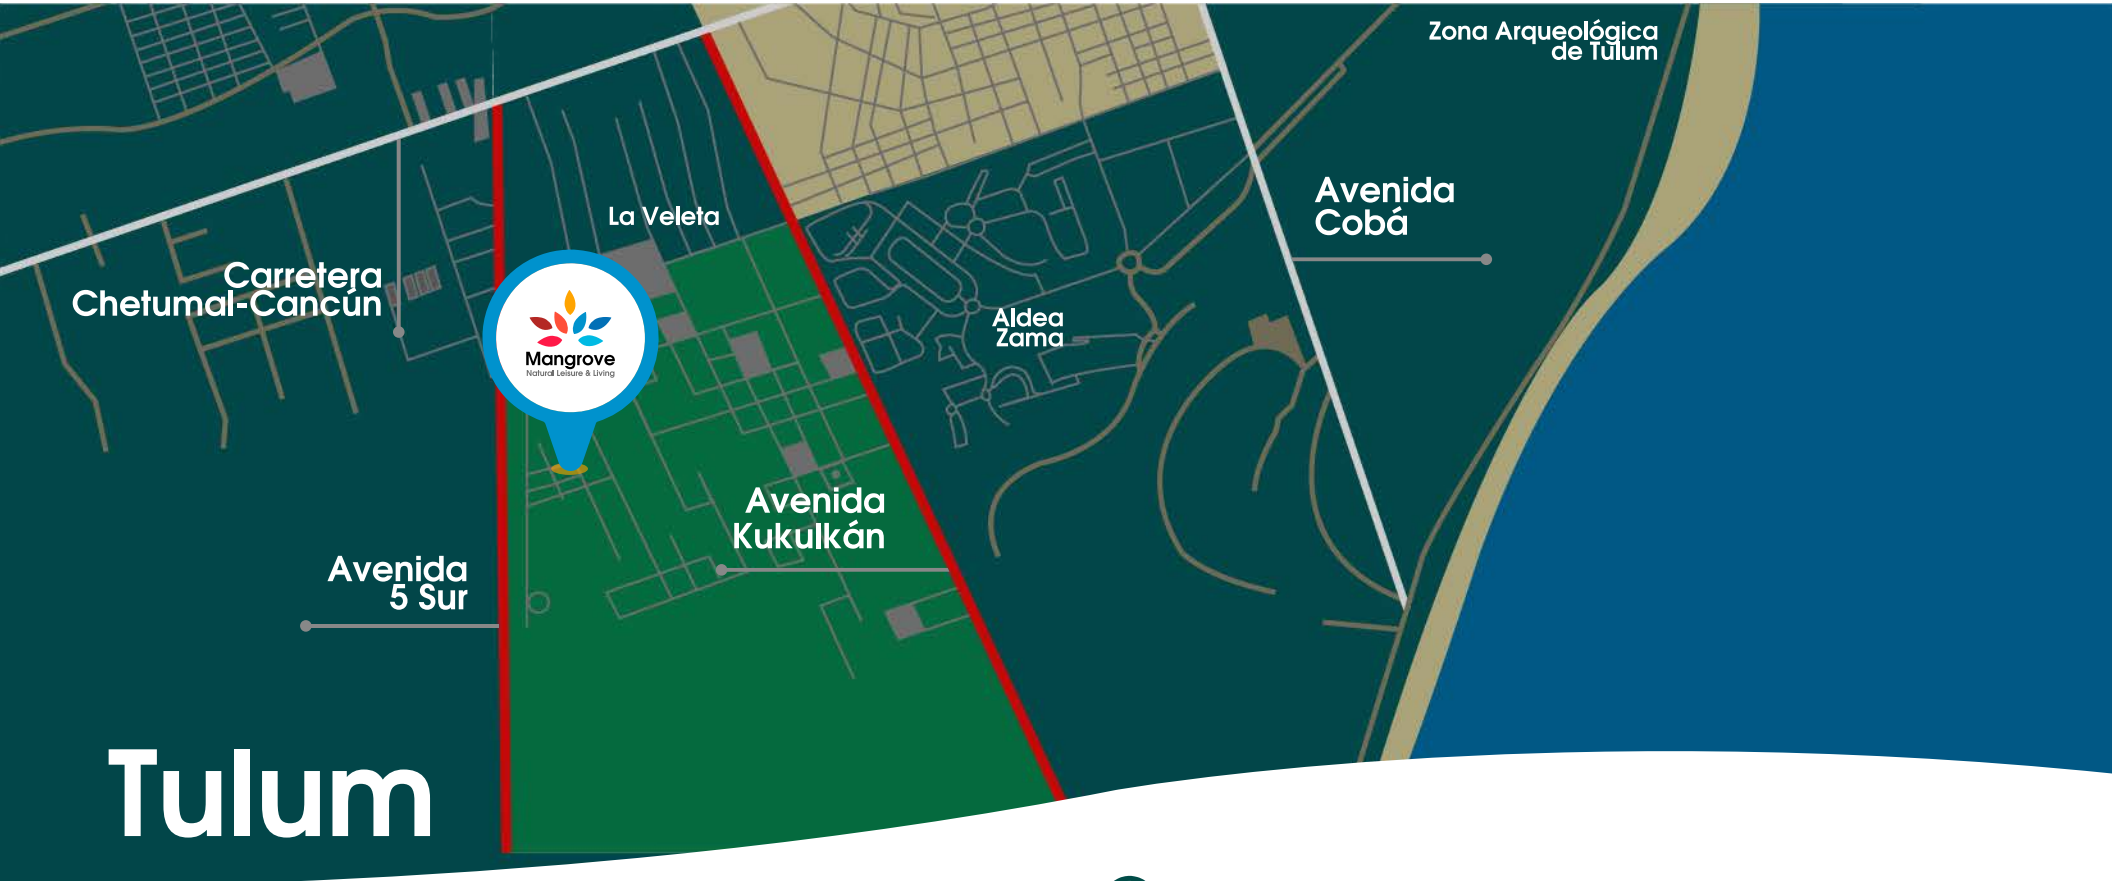 Zona Arqueológica
de Tulum
Avenida
Cobá
La Veleta
Carretera
Chetumal-Cancún
Mangrove
Natural Leisure & Living
Aldea
Zama
Avenida
Kukulkán
Avenida
5 Sur
Tulum